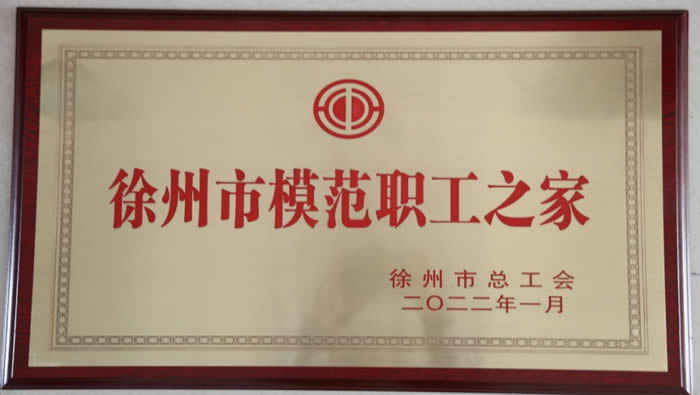 徐州市模范职工之家
徐州市总工会
二〇二二年一月